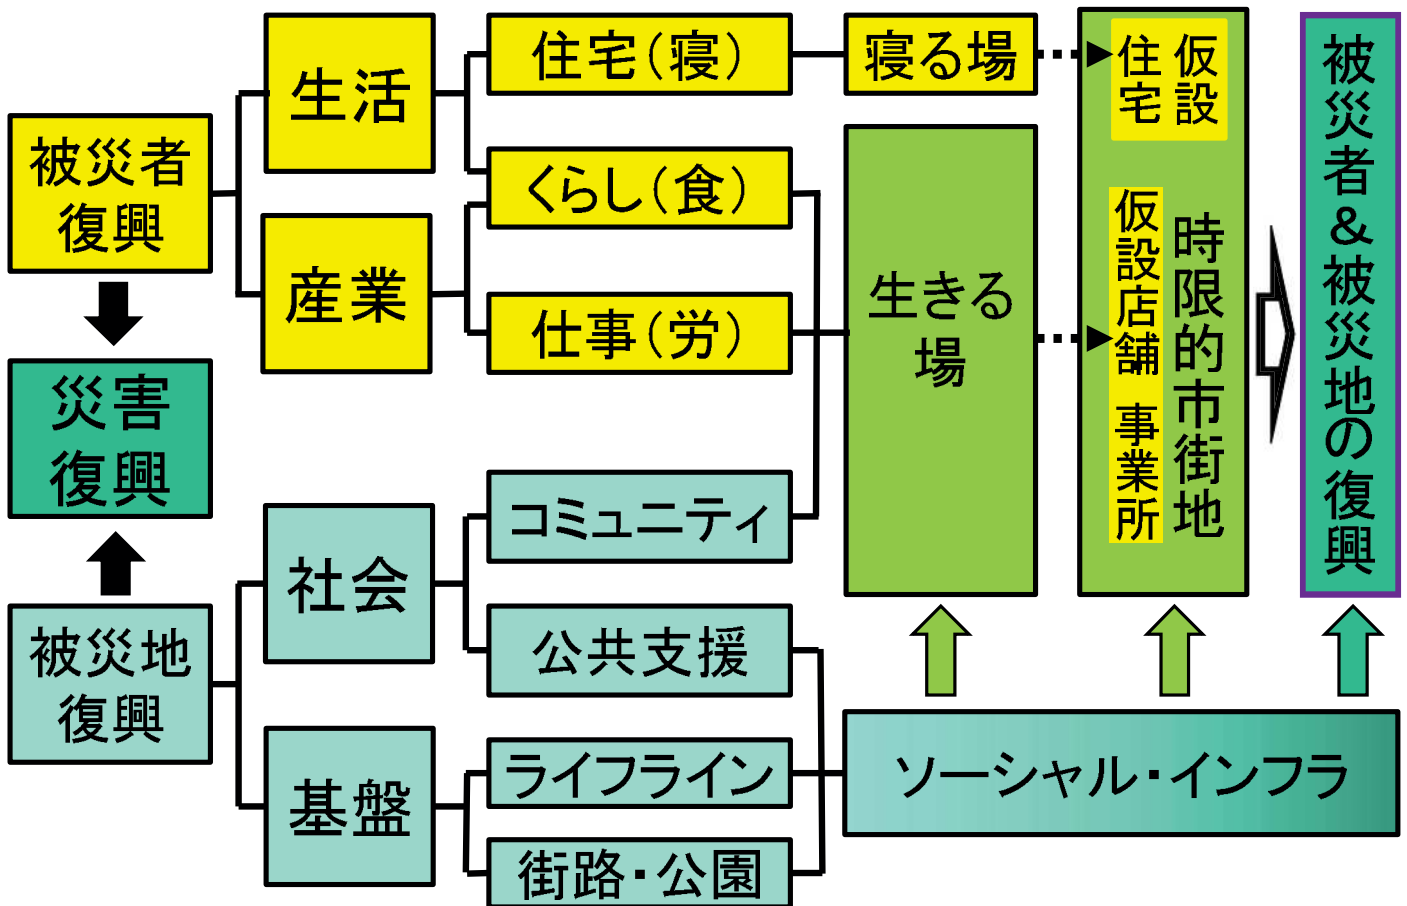 被災者
復興
災害
復興
被災地
復興
生活
産業
社会
基盤
住宅(寝)
くらし(食)
仕事(労)
コミュニティ
公共支援
ライフライン
街路・公園
寝る場
生きる
場
仮設
住宅
時限的市街地
仮設店舗 事業所
被災者&被災地の復興
ソーシャル・インフラ